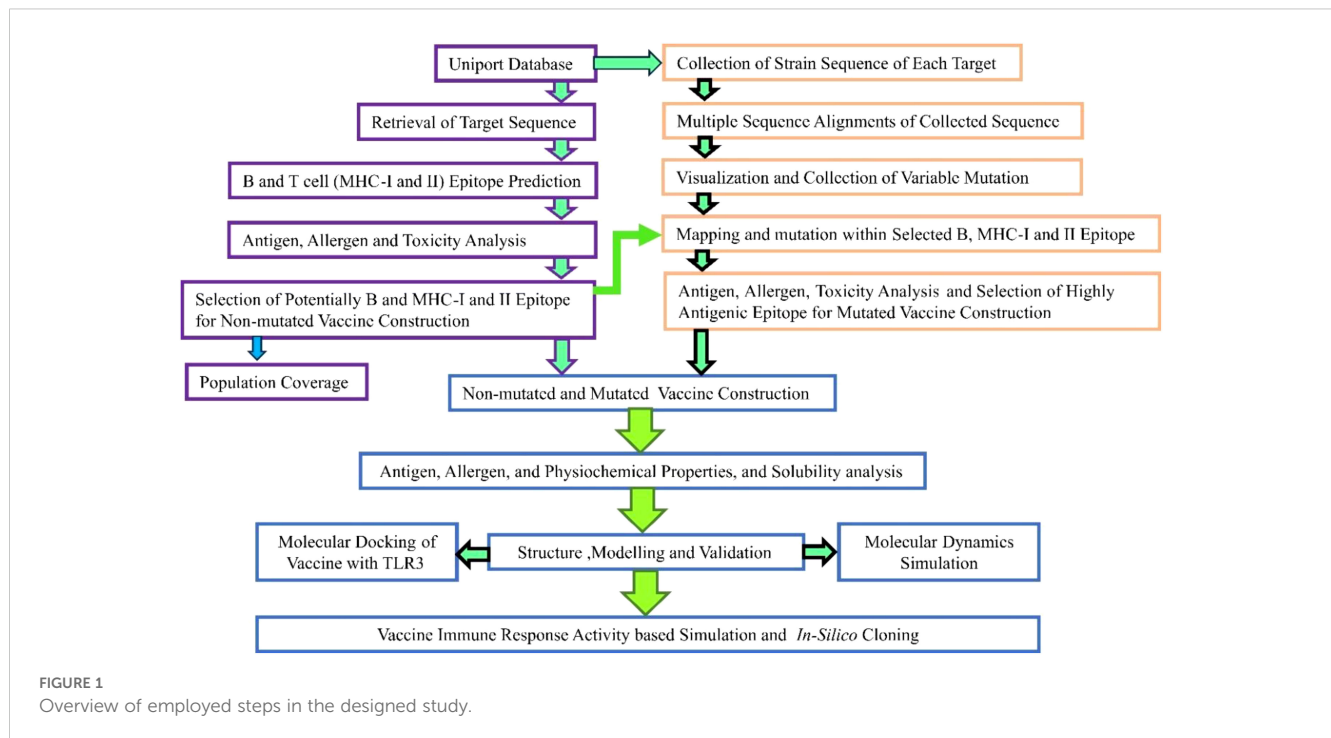 Uniport Database
Collection of Strain Sequence of Each Target
Retrieval of Target Sequence
Multiple Sequence Alignments of Collected Sequence
B and T cell (MHC-I and II) Epitope Prediction
Visualization and Collection of Variable Mutation
Antigen, Allergen and Toxicity Analysis
Mapping and mutation within Selected B, MHC-I and II Epitope
Selection of Potentially B and MHC-I and II Epitope
for Non-mutated Vaccine Construction
Antigen, Allergen, Toxicity Analysis and Selection of Highly
Antigenic Epitope for Mutated Vaccine Construction
Population Coverage
Non-mutated and Mutated Vaccine Construction
Antigen, Allergen, and Physiochemical Properties, and Solubility analysis
Molecular Docking of
Vaccine with TLR3
Structure ,Modelling and Validation
Molecular Dynamics
Simulation
Vaccine Immune Response Activity based Simulation and In-Silico Cloning
FIGURE 1
Overview of employed steps in the designed study.